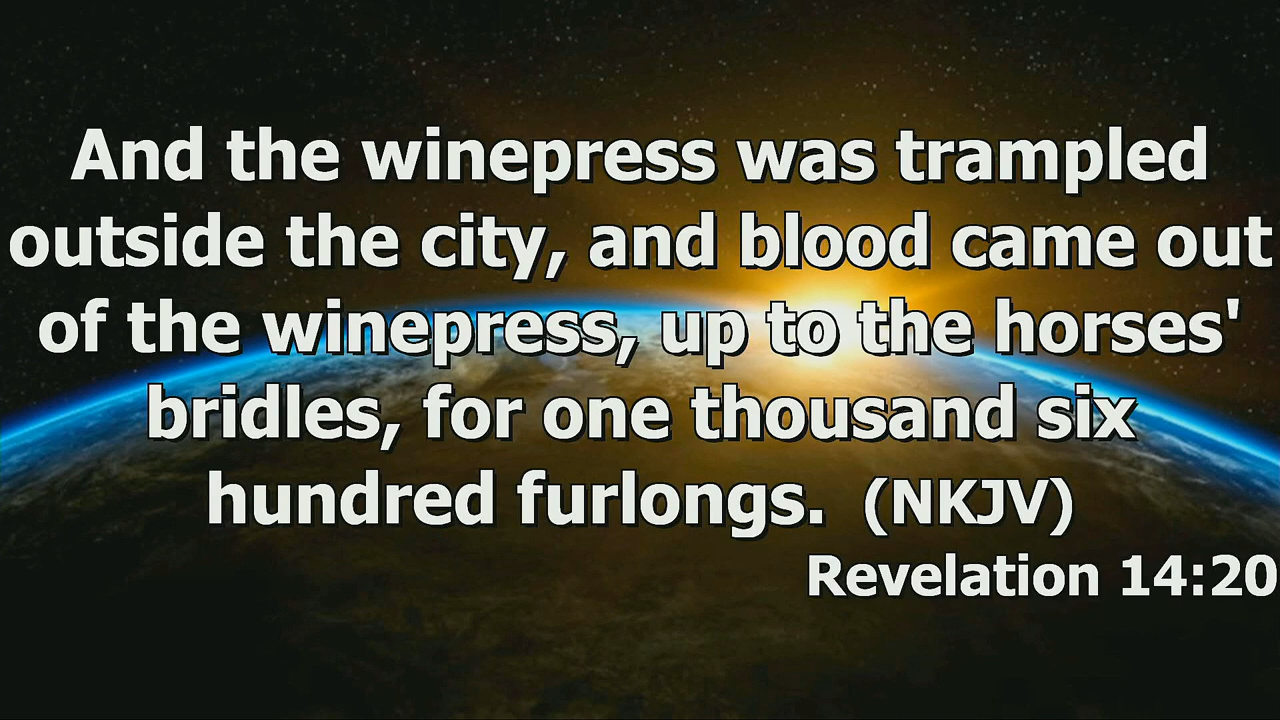 And the winepress was trampled
outside the city, and blood came out
of the winepress, up to the horses'
bridles, for one thousand six
hundred furlongs. (NKJV)
Revelation 14:20